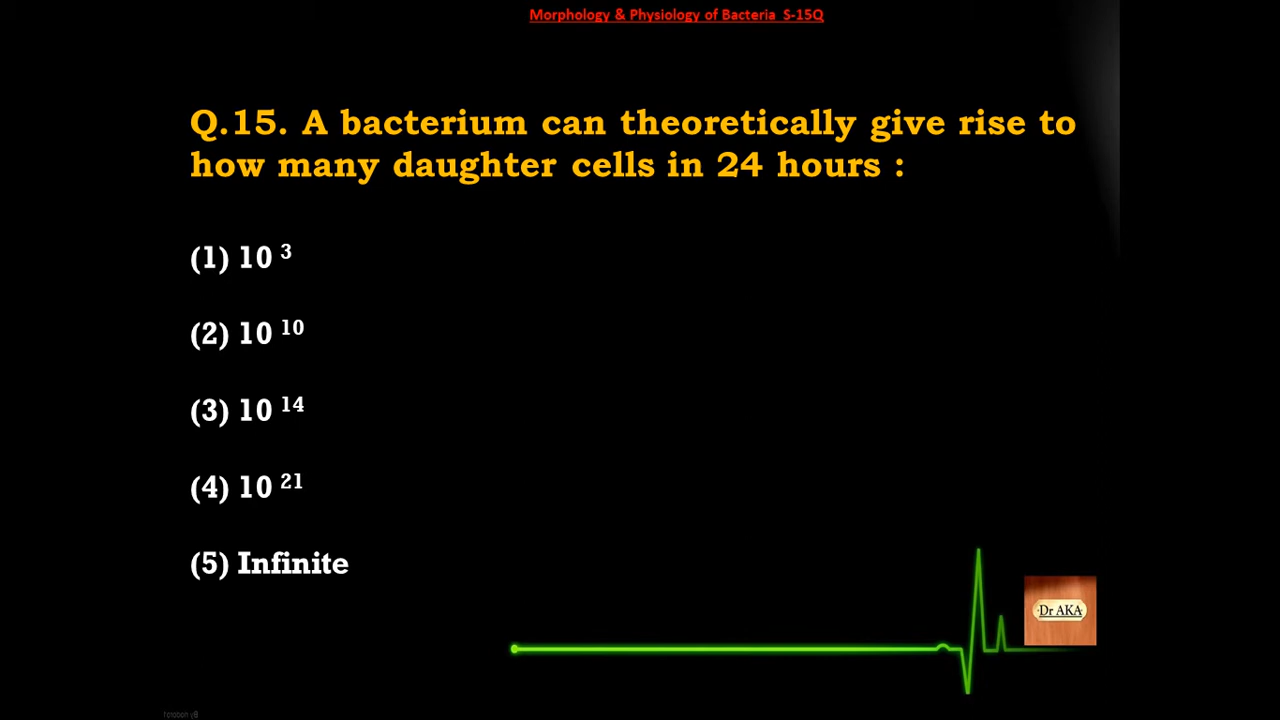 Morphology & Physiology of Bacteria S-15Q
Q.15. A bacterium can theoretically give rise to
how many daughter cells in 24 hours :
(1) 10 ³
(2) 10 ¹⁰
(3) 10 ¹⁴
(4) 10 ²¹
(5) Infinite
Dr AKA